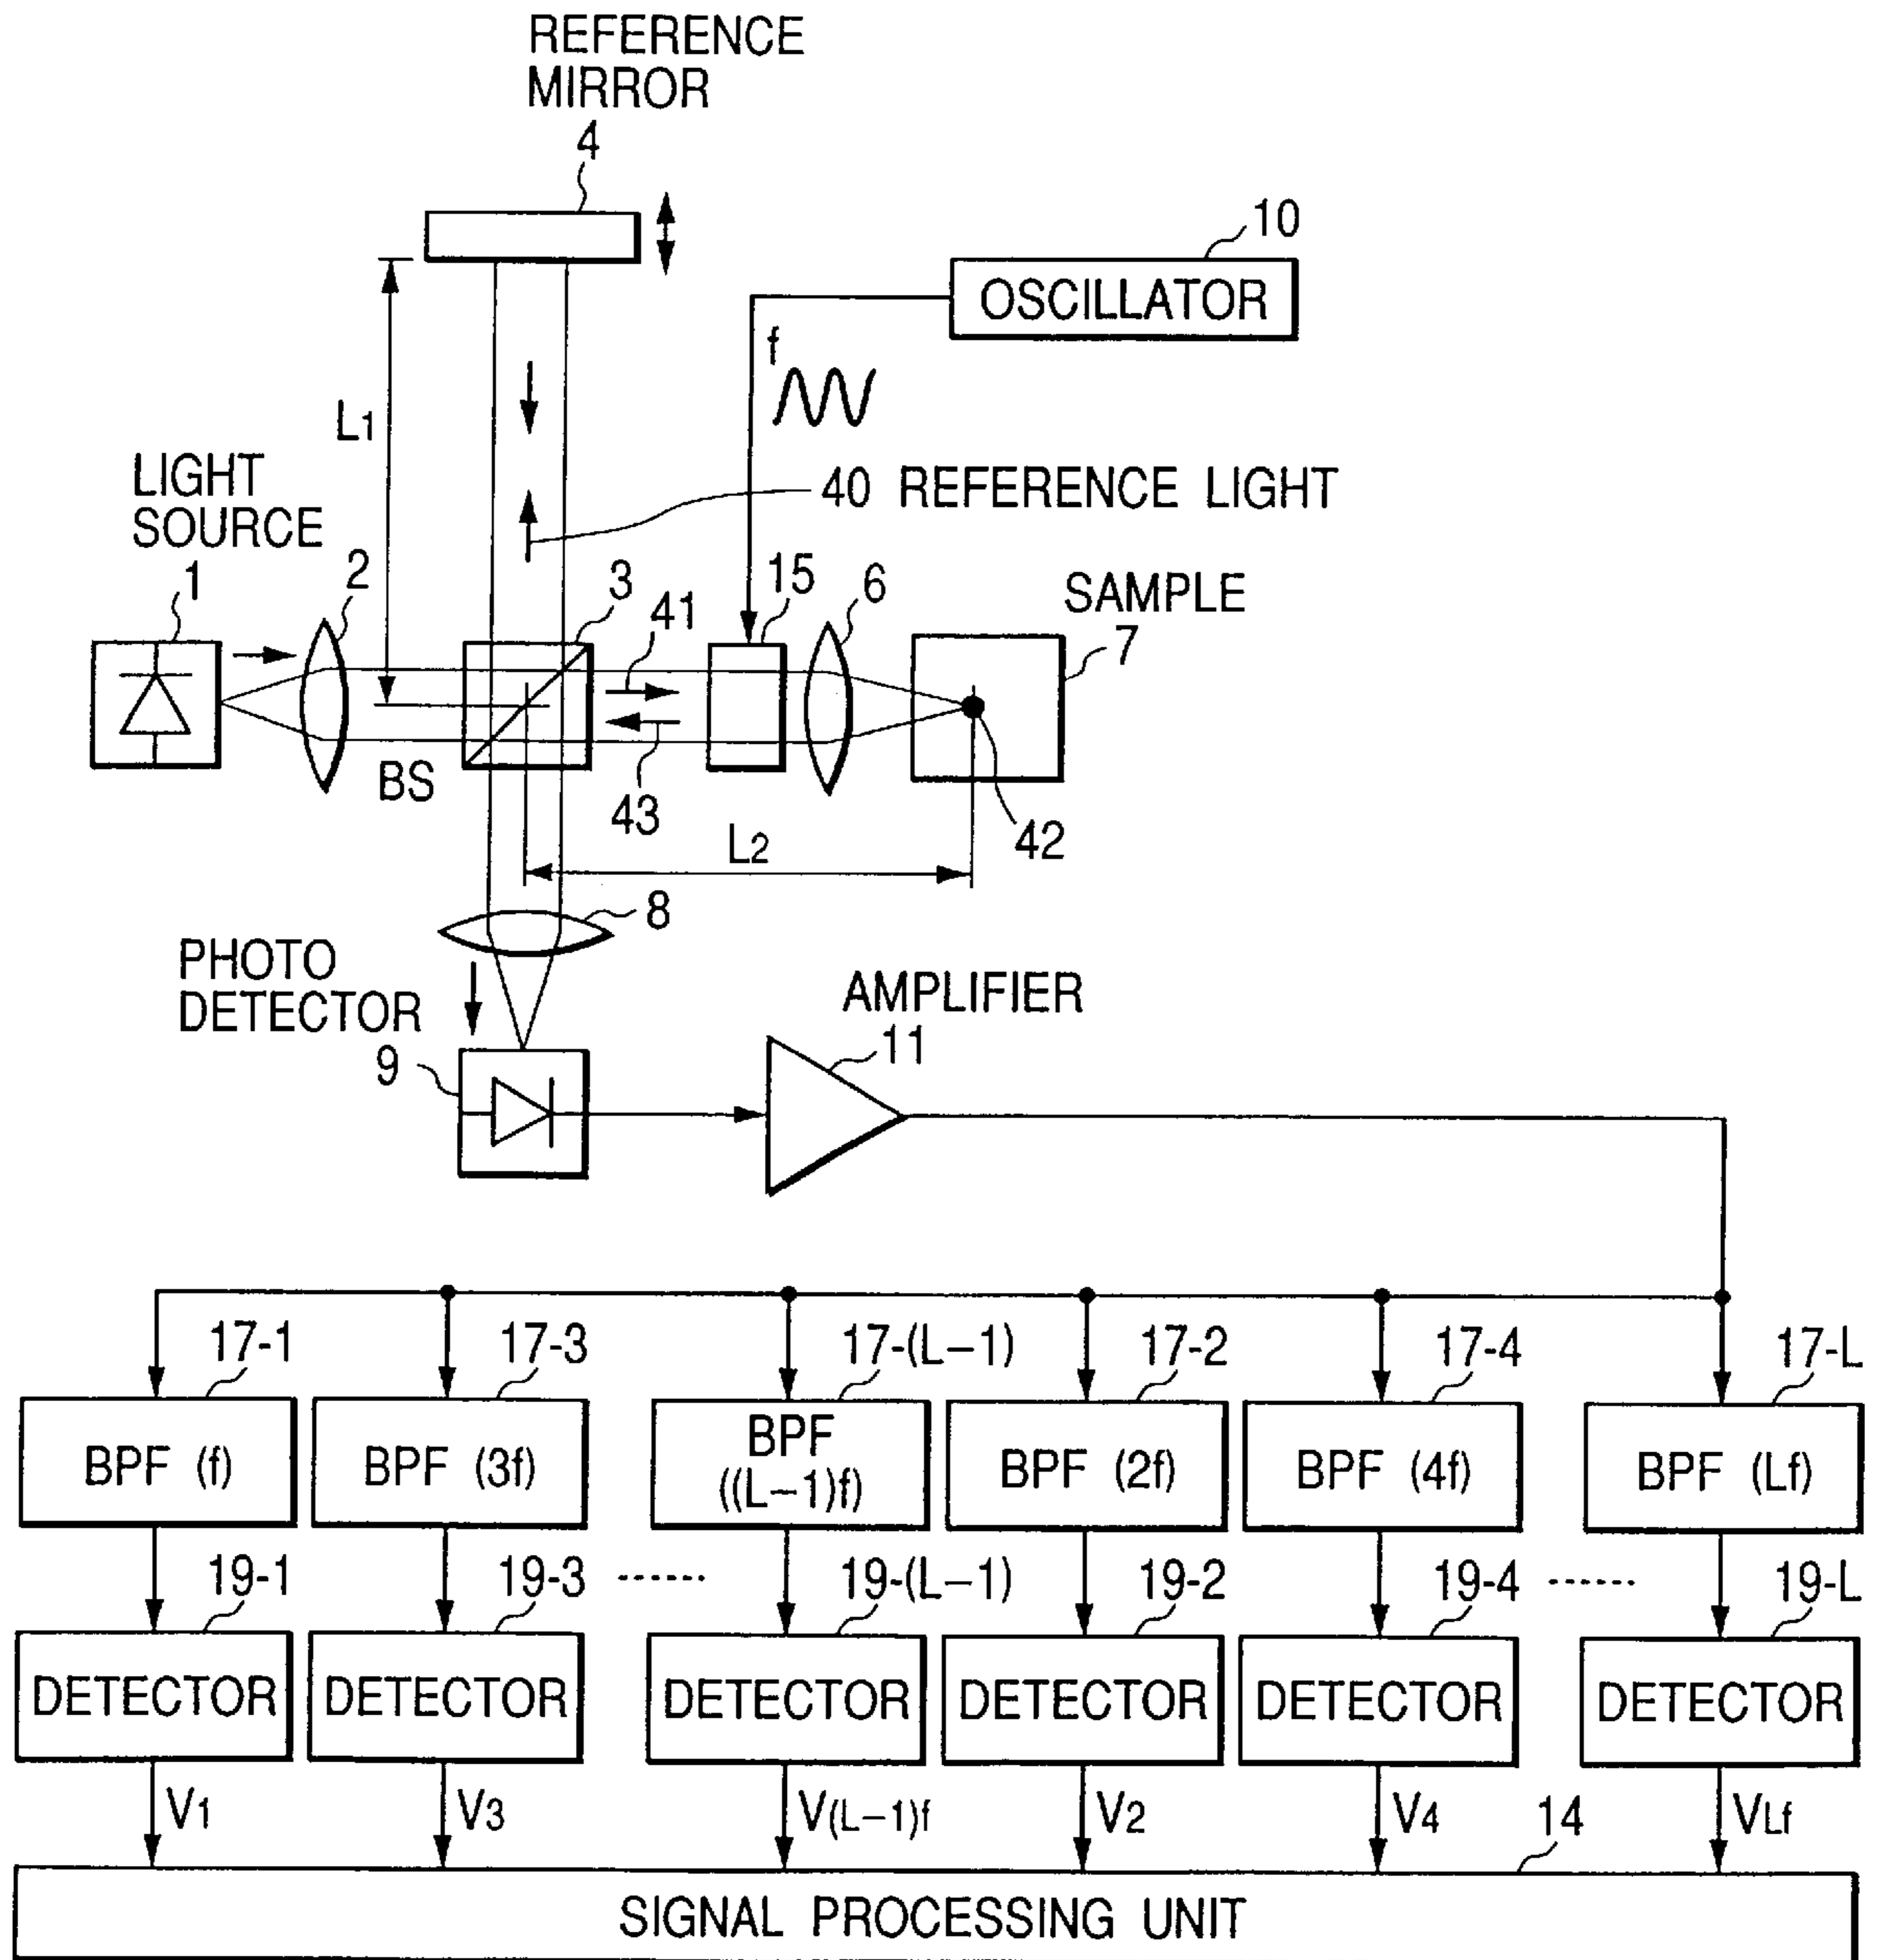 REFERENCE
MIRROR
4
10
OSCILLATOR
f
L1
LIGHT
SOURCE
1
2
40 REFERENCE LIGHT
3
41
15
6
SAMPLE
7
BS
43
42
L2
8
PHOTO
DETECTOR
9
AMPLIFIER
11
17-1
17-3
17-(L-1)
17-2
17-4
17-L
BPF (f)
BPF (3f)
BPF
((L-1)f)
BPF (2f)
BPF (4f)
BPF (Lf)
19-1
19-3
......
19-(L-1)
19-2
19-4
......
19-L
DETECTOR
DETECTOR
DETECTOR
DETECTOR
DETECTOR
DETECTOR
V1
V3
V(L-1)f
V2
V4
14
VLf
SIGNAL PROCESSING UNIT